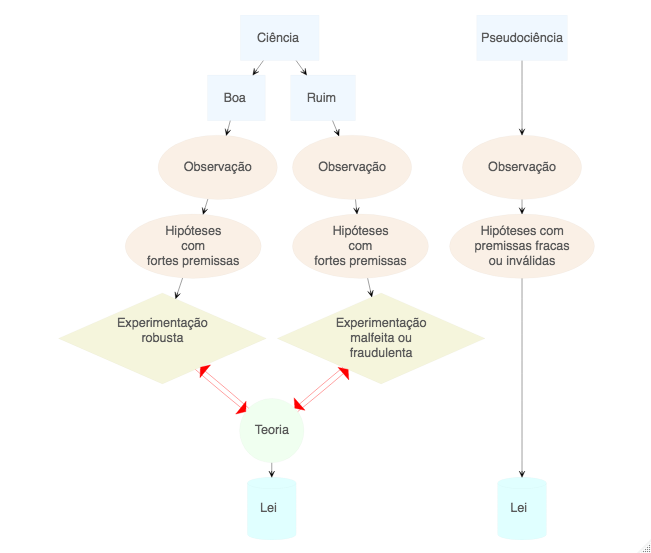 Ciência
Pseudociência
Boa
Ruim
Observação
Observação
Observação
Hipóteses
com
fortes premissas
Hipóteses
com
fortes premissas
Hipóteses com
premissas fracas
ou inválidas
Experimentação
robusta
Experimentação
malfeita ou
fraudulenta
Teoria
Lei
Lei